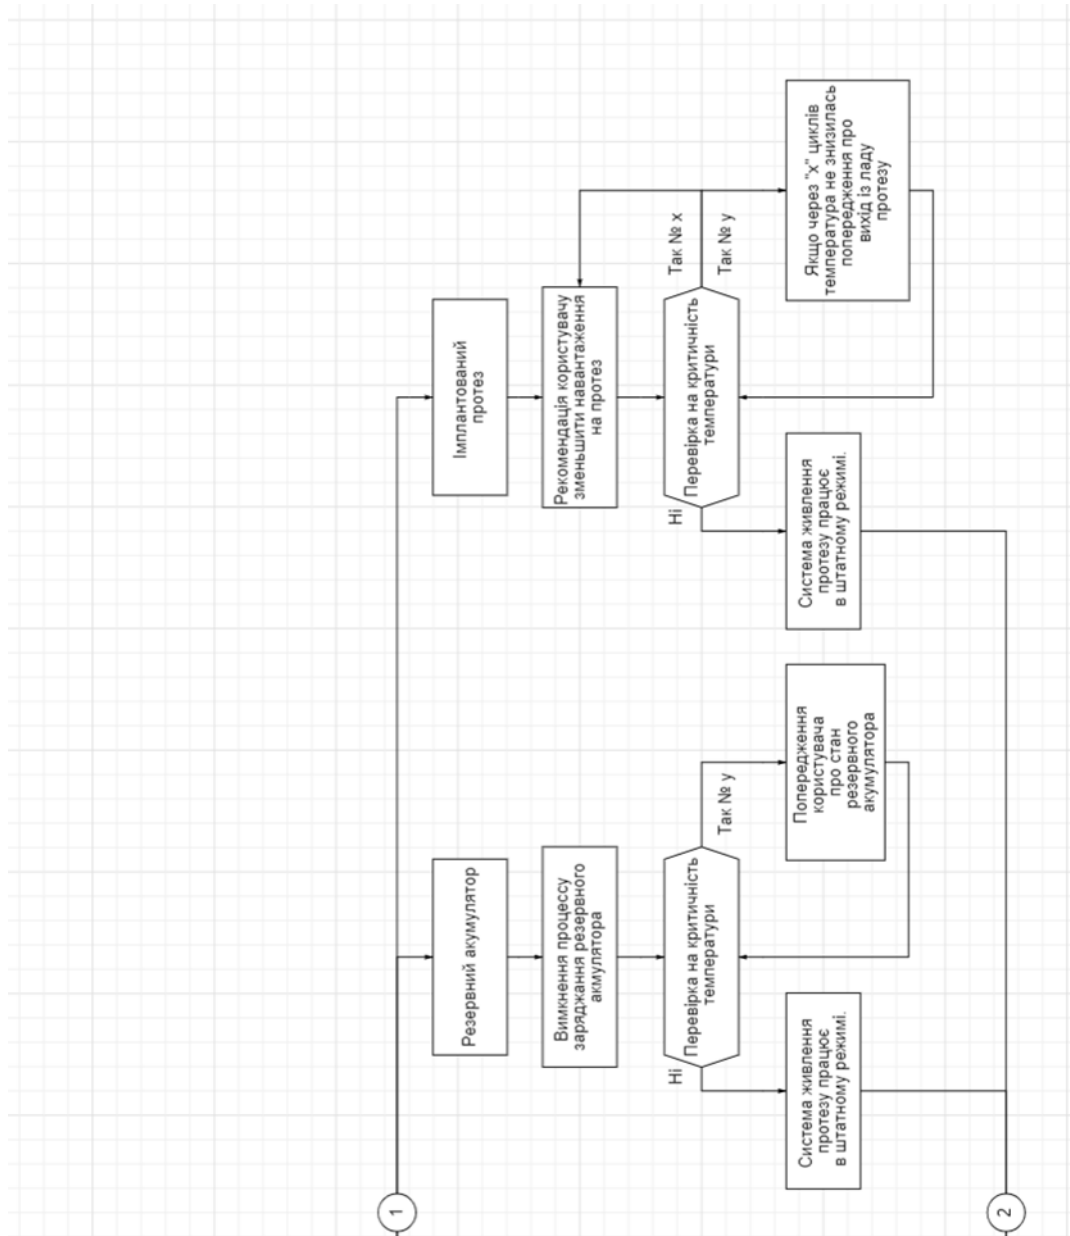 1
Резервний акумулятор
Вимкнення процессу
заряджання резервного
акмулятора
Перевірка на критичність
температури
Ні
Так № y
Система живлення
протезу працює
в штатному режимі.
Попередження
користувача
про стан
резервного
акумулятора
Імплантований
протез
Рекомендація користувачу
зменьшити навантаження
на протез
Перевірка на критичність
температури
Ні
Так № x
Так № y
Система живлення
протезу працює
в штатному режимі.
Якщо через "x" циклів
температура не знизилась
попередження про
вихід із ладу
протезу
2